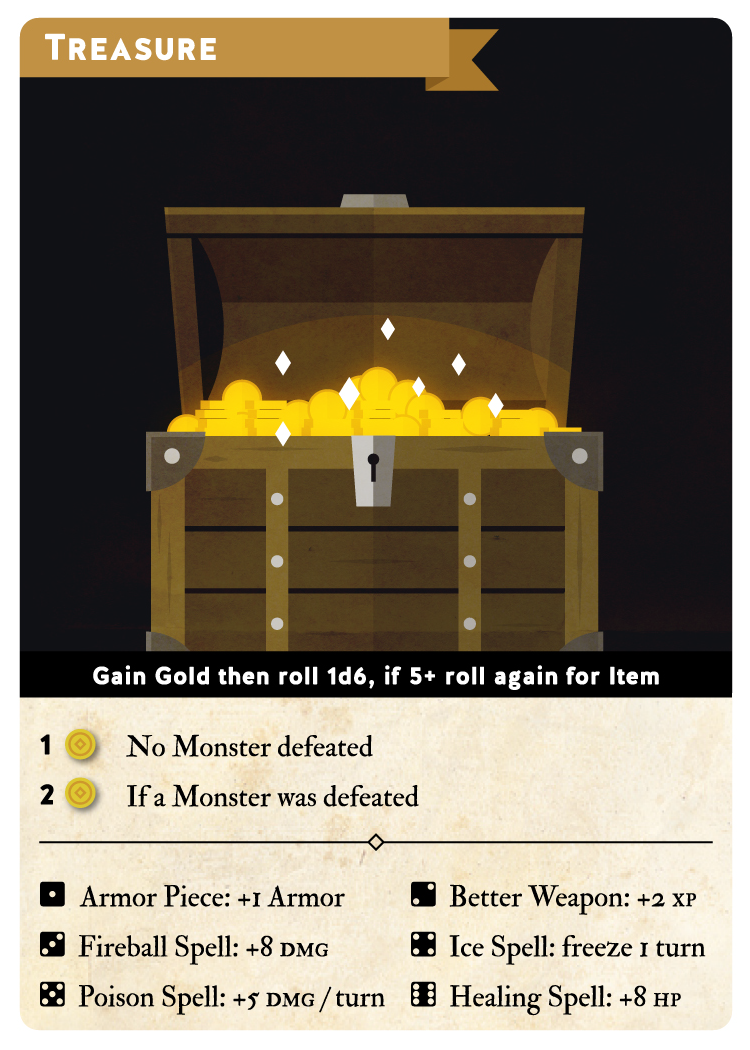 Treasure
Gain Gold then roll 1d6, if 5+ roll again for Item
1 No Monster defeated
2 If a Monster was defeated
Armor Piece: +1 Armor
Better Weapon: +2 XP
Fireball Spell: +8 DMG
Ice Spell: freeze 1 turn
Poison Spell: +5 DMG / turn
Healing Spell: +8 HP